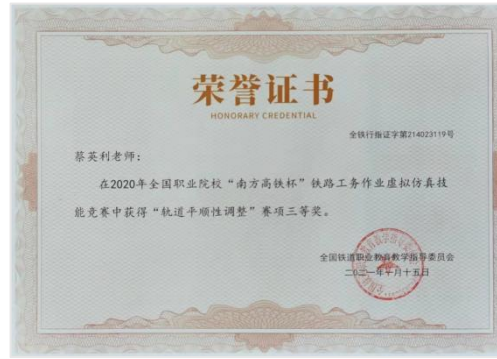 荣誉证书
HONORARY CREDENTIAL
全铁行指证字第214023119号
蔡英利老师：
在2020年全国职业院校“南方高铁杯”铁路工务作业虚拟仿真技
能竞赛中获得“轨道平顺性调整”赛项三等奖。
全国铁道职业教育教学指导委员会
二〇二一年 月十五日